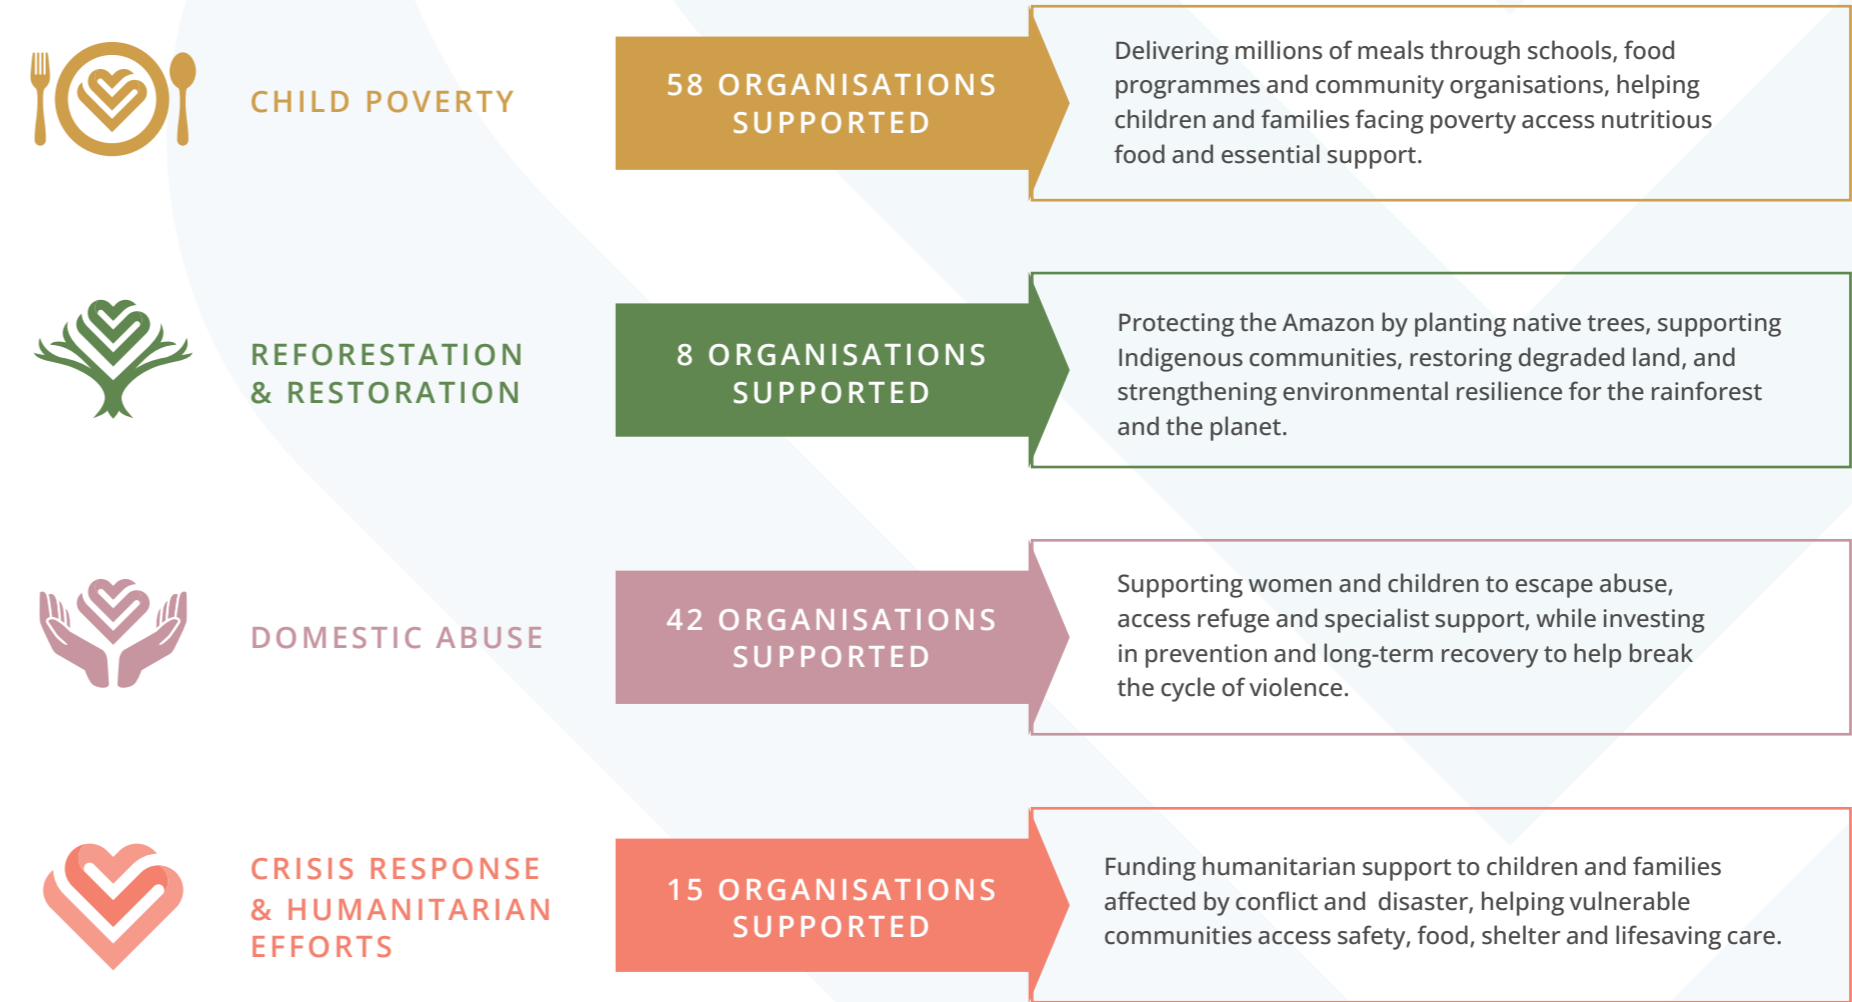 CHILD POVERTY
58 ORGANISATIONS
SUPPORTED
Delivering millions of meals through schools, food
programmes and community organisations, helping
children and families facing poverty access nutritious
food and essential support.
REFORESTATION
& RESTORATION
8 ORGANISATIONS
SUPPORTED
Protecting the Amazon by planting native trees, supporting
Indigenous communities, restoring degraded land, and
strengthening environmental resilience for the rainforest
and the planet.
DOMESTIC ABUSE
42 ORGANISATIONS
SUPPORTED
Supporting women and children to escape abuse,
access refuge and specialist support, while investing
in prevention and long-term recovery to help break
the cycle of violence.
CRISIS RESPONSE
& HUMANITARIAN
EFFORTS
15 ORGANISATIONS
SUPPORTED
Funding humanitarian support to children and families
affected by conflict and  disaster, helping vulnerable
communities access safety, food, shelter and lifesaving care.